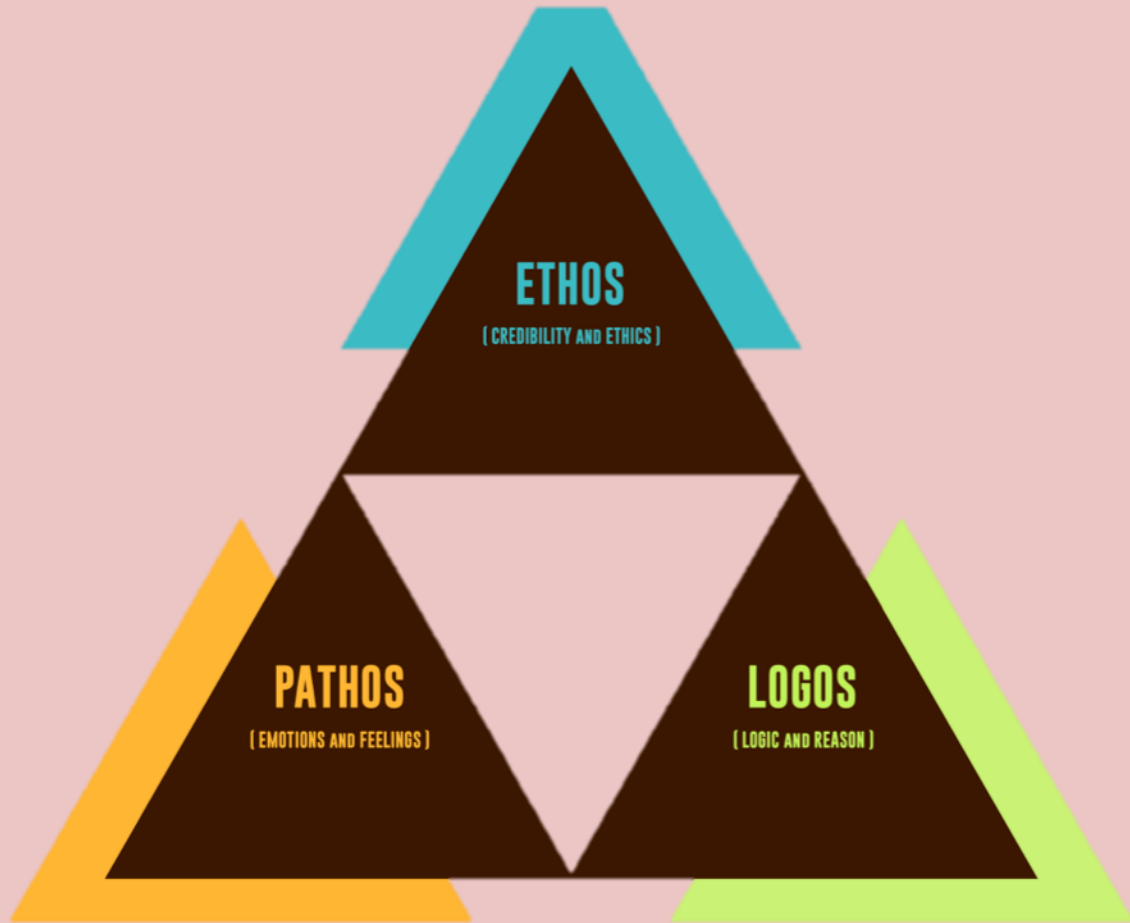 ETHOS
( CREDIBILITY AND ETHICS )
PATHOS
( EMOTIONS AND FEELINGS )
LOGOS
( LOGIC AND REASON )